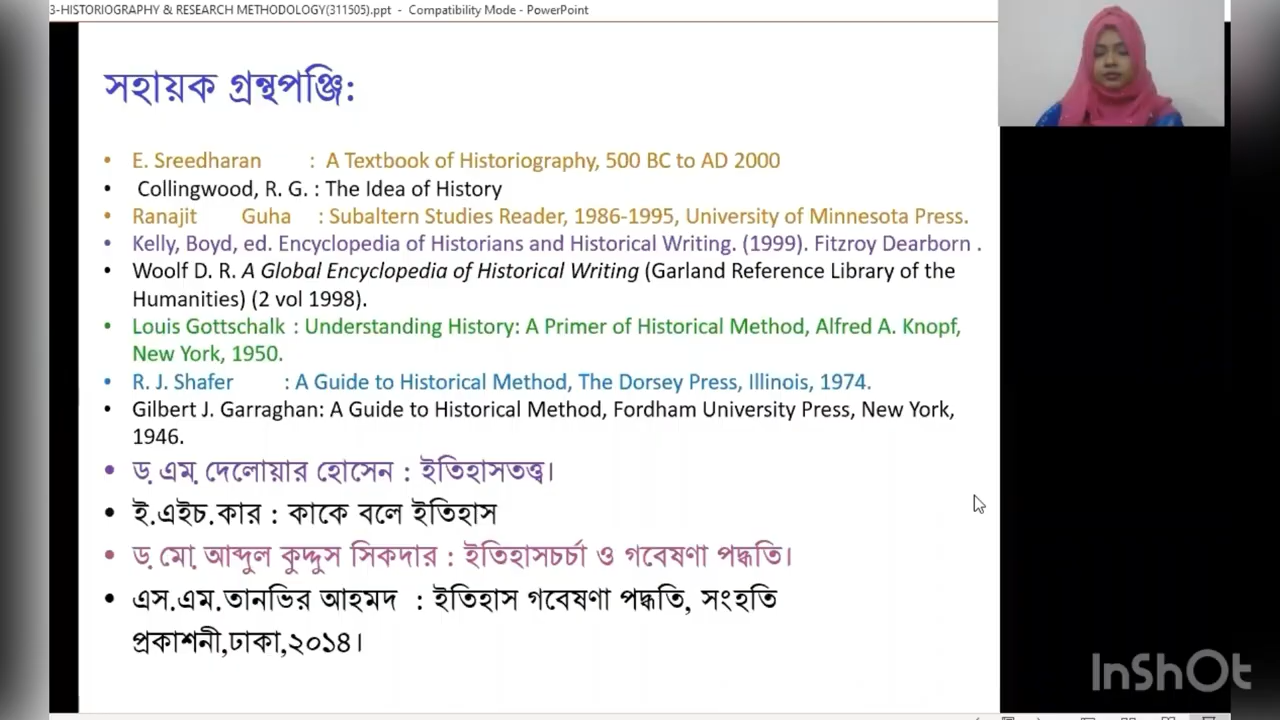 3-HISTORIOGRAPHY & RESEARCH METHODOLOGY(311505).ppt - Compatibility Mode - PowerPoint
সহায়ক গ্রন্থপঞ্জি:
• E. Sreedharan : A Textbook of Historiography, 500 BC to AD 2000
• Collingwood, R. G. : The Idea of History
• Ranajit Guha : Subaltern Studies Reader, 1986-1995, University of Minnesota Press.
• Kelly, Boyd, ed. Encyclopedia of Historians and Historical Writing. (1999). Fitzroy Dearborn .
• Woolf D. R. A Global Encyclopedia of Historical Writing (Garland Reference Library of the
Humanities) (2 vol 1998).
• Louis Gottschalk : Understanding History: A Primer of Historical Method, Alfred A. Knopf,
New York, 1950.
• R. J. Shafer : A Guide to Historical Method, The Dorsey Press, Illinois, 1974.
• Gilbert J. Garraghan: A Guide to Historical Method, Fordham University Press, New York,
1946.
• ড. এম. দেলোয়ার হোসেন : ইতিহাসতত্ত্ব।
• ই.এইচ.কার : কাকে বলে ইতিহাস
• ড. মো. আব্দুল কুদ্দুস সিকদার : ইতিহাসচর্চা ও গবেষণা পদ্ধতি।
• এস.এম.তানভির আহমদ : ইতিহাস গবেষণা পদ্ধতি, সংহতি
প্রকাশনী,ঢাকা,২০১৪।
InShOt